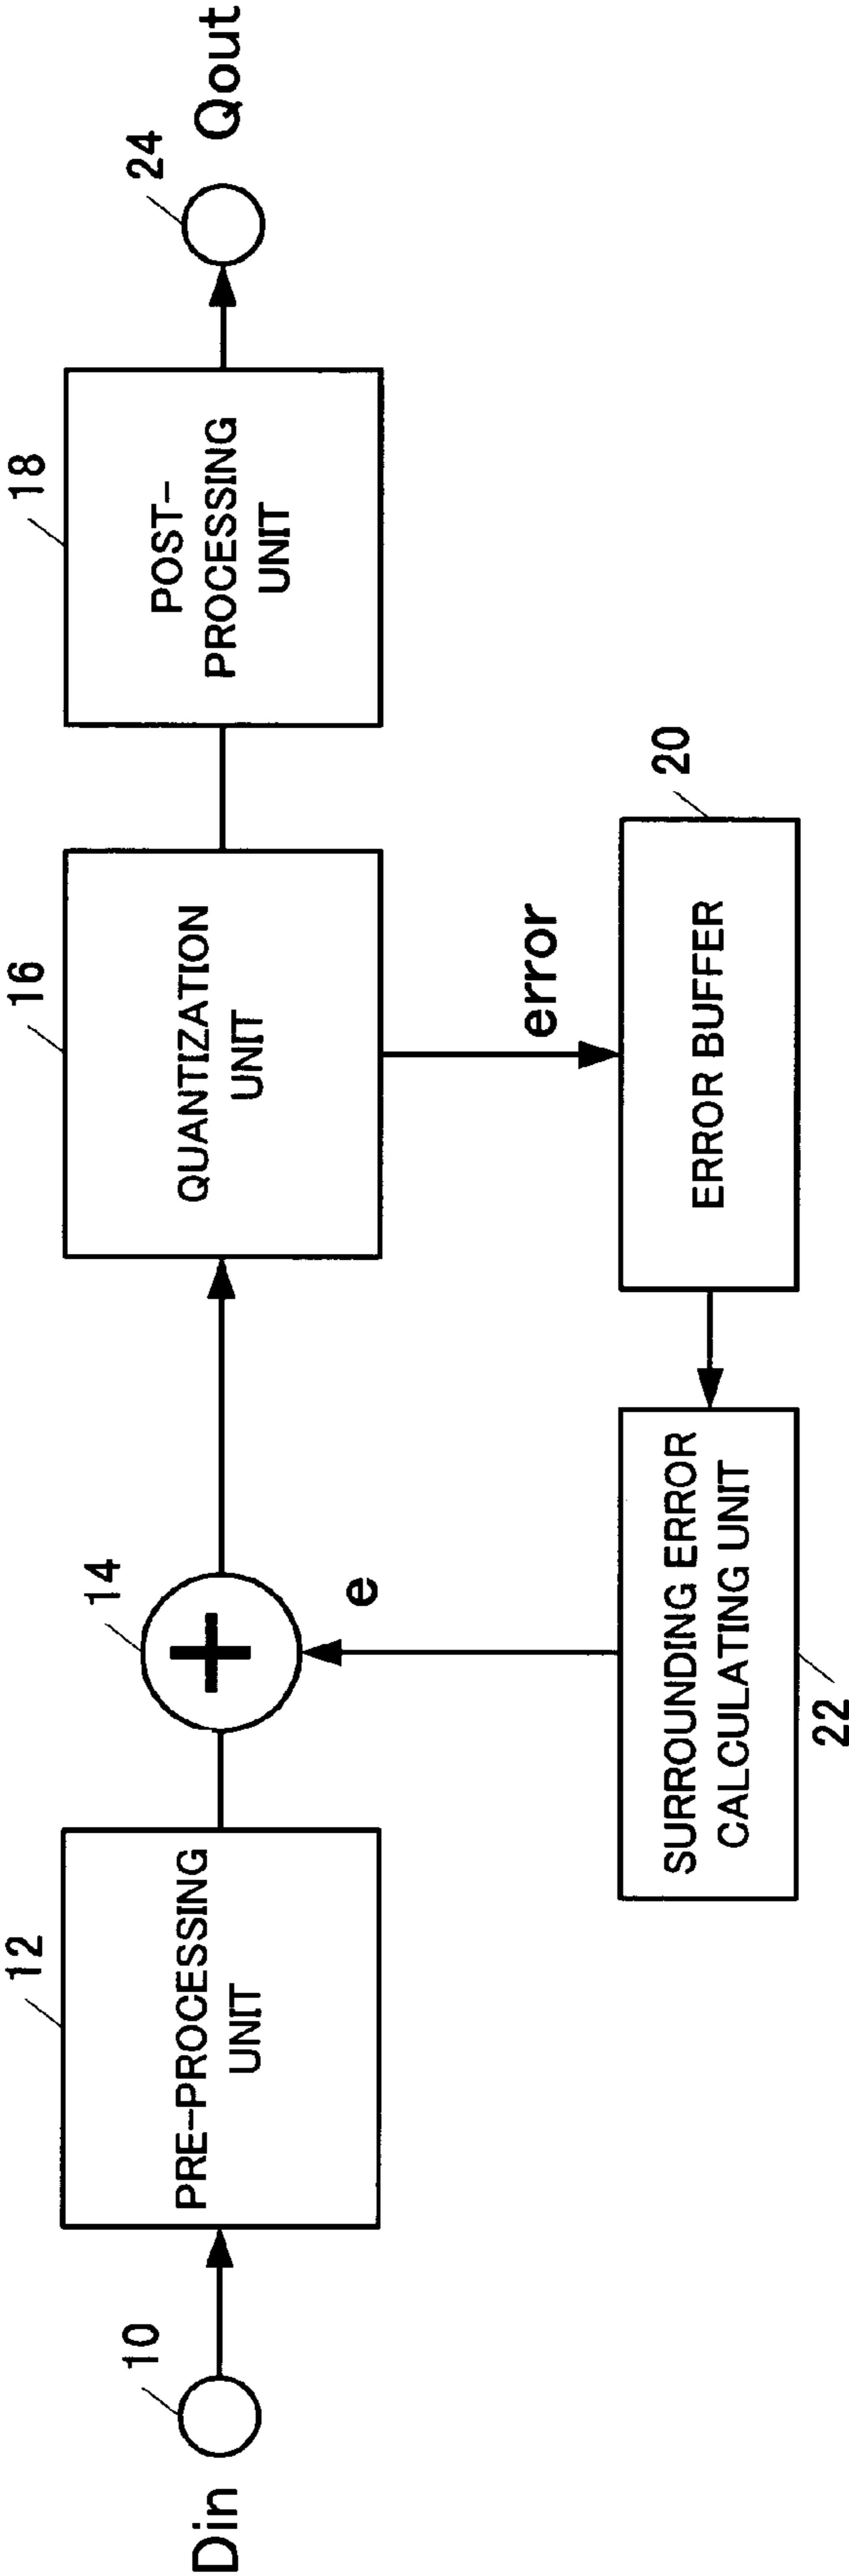 Din
10
12
PRE-PROCESSING
UNIT
14
e
16
QUANTIZATION
UNIT
error
18
POST-
PROCESSING
UNIT
24
Qout
SURROUNDING ERROR
CALCULATING UNIT
22
ERROR BUFFER
20